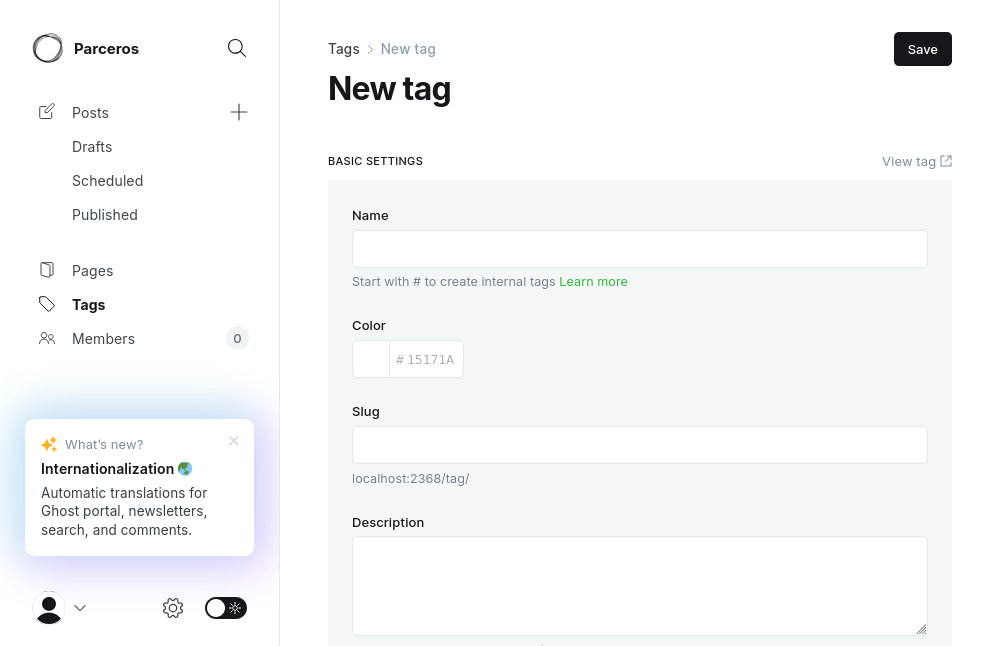 Parceros
Posts
Drafts
Scheduled
Published
Pages
Tags
Members
0
What's new?
Internationalization
Automatic translations for
Ghost portal, newsletters,
search, and comments.
Tags
New tag
Save
New tag
BASIC SETTINGS
View tag
Name
Start with # to create internal tags Learn more
Color
# 15171A
Slug
localhost:2368/tag/
Description